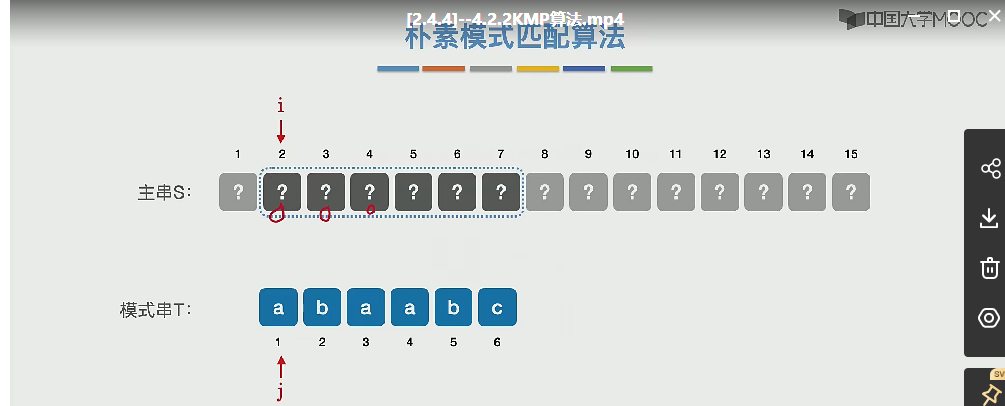 [2.4.4]--4.2.2KMP算法.mp4
中国大学MOOC
朴素模式匹配算法
i
1 2 3 4 5 6 7 8 9 10 11 12 13 14 15
主串S： ? ? ? ? ? ? ? ? ? ? ? ? ? ? ?
模式串T： a b a a b c
1 2 3 4 5 6
j
SV